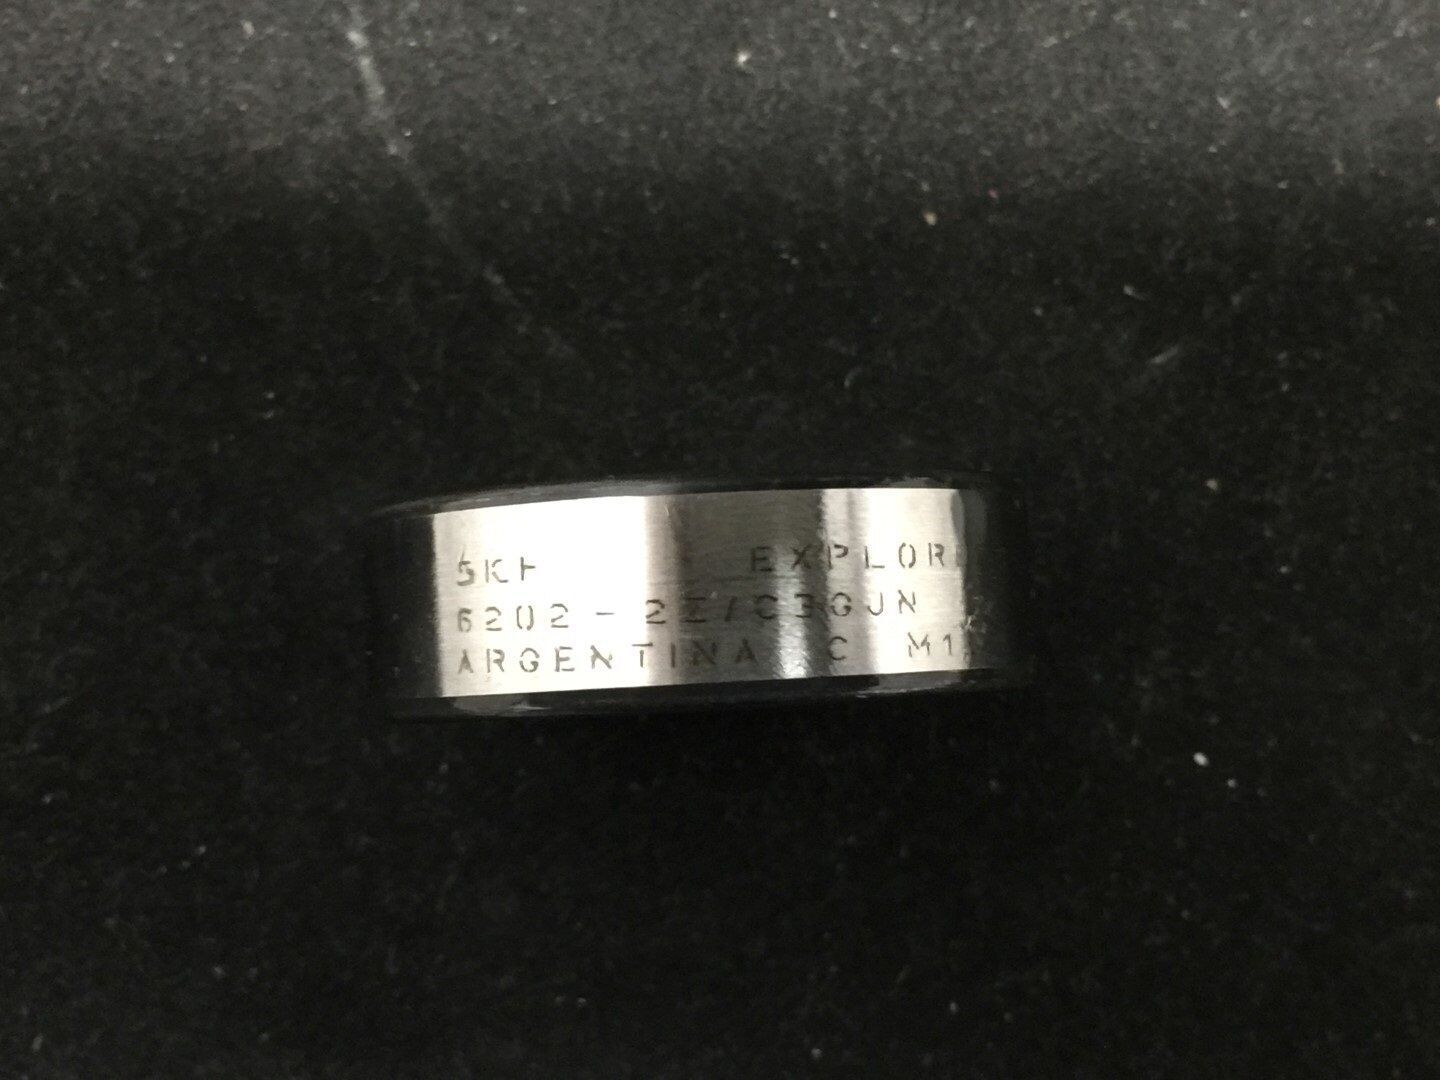 SKF EXPLOR
6202-2Z/C3GJN
ARGENTINA C M1